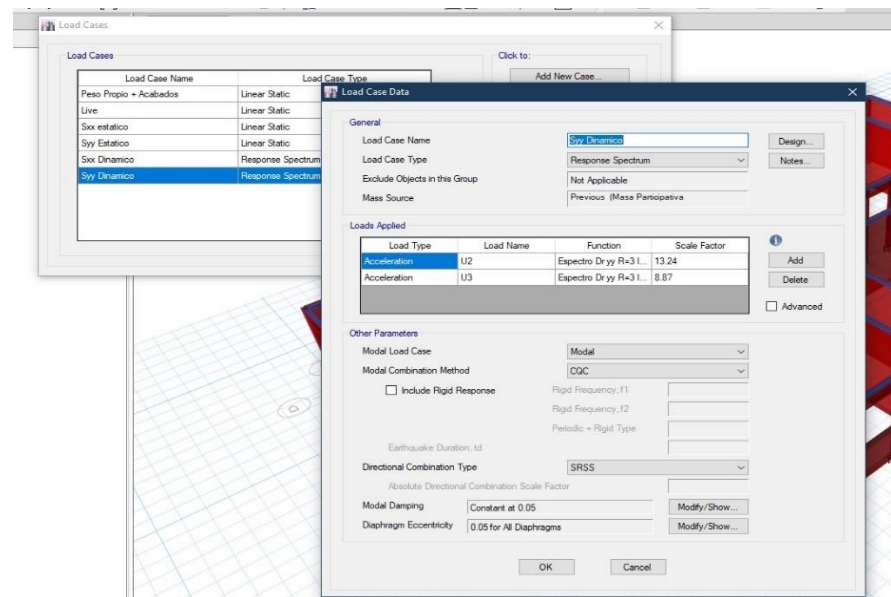 Load Cases
Load Cases
Click to:
Load Case Name Load Case Type
Add New Case...
Peso Propio + Acabados Linear Static
Live Linear Static
Sxx estatico Linear Static
Syy Estatico Linear Static
Sxx Dinamico Response Spectrum
Syy Dinamico Response Spectrum
Load Case Data
General
Load Case Name Syy Dinamico Design...
Load Case Type Response Spectrum Notes...
Exclude Objects in this Group Not Applicable
Mass Source Previous (Masa Participativa
Loads Applied
Load Type Load Name Function Scale Factor
Acceleration U2 Espectro Dr yy R=3 I... 13.24 Add
Acceleration U3 Espectro Dr yy R=3 I... 8.87 Delete
Advanced
Other Parameters
Modal Load Case Modal
Modal Combination Method CQC
Include Rigid Response Rigid Frequency, f1
Rigid Frequency, f2
Periodic + Rigid Type
Earthquake Duration, td
Directional Combination Type SRSS
Absolute Directional Combination Scale Factor
Modal Damping Constant at 0.05 Modify/Show...
Diaphragm Eccentricity 0.05 for All Diaphragms Modify/Show...
OK Cancel